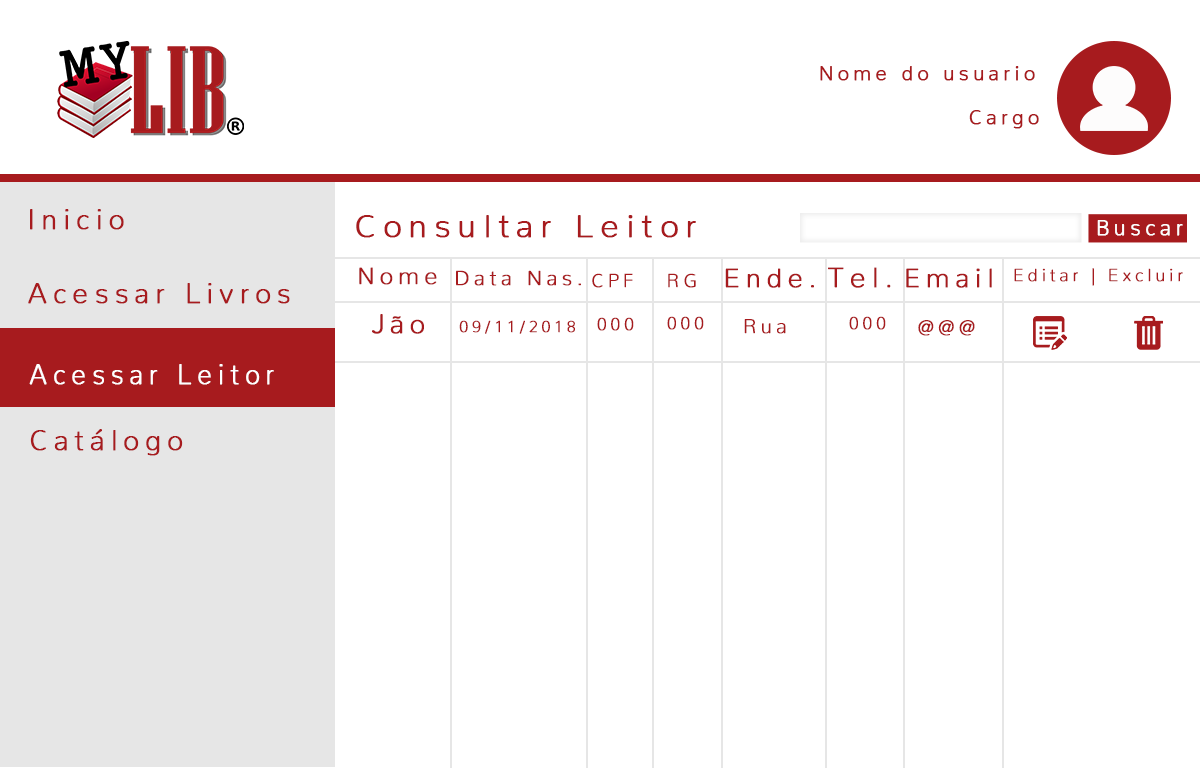 MY LIB®
Nome do usuario
Cargo
Inicio
Acessar Livros
Acessar Leitor
Catálogo
Consultar Leitor
Buscar
Nome Data Nas. CPF RG Ende. Tel. Email Editar | Excluir
Jão 09/11/2018 000 000 Rua 000 @@@